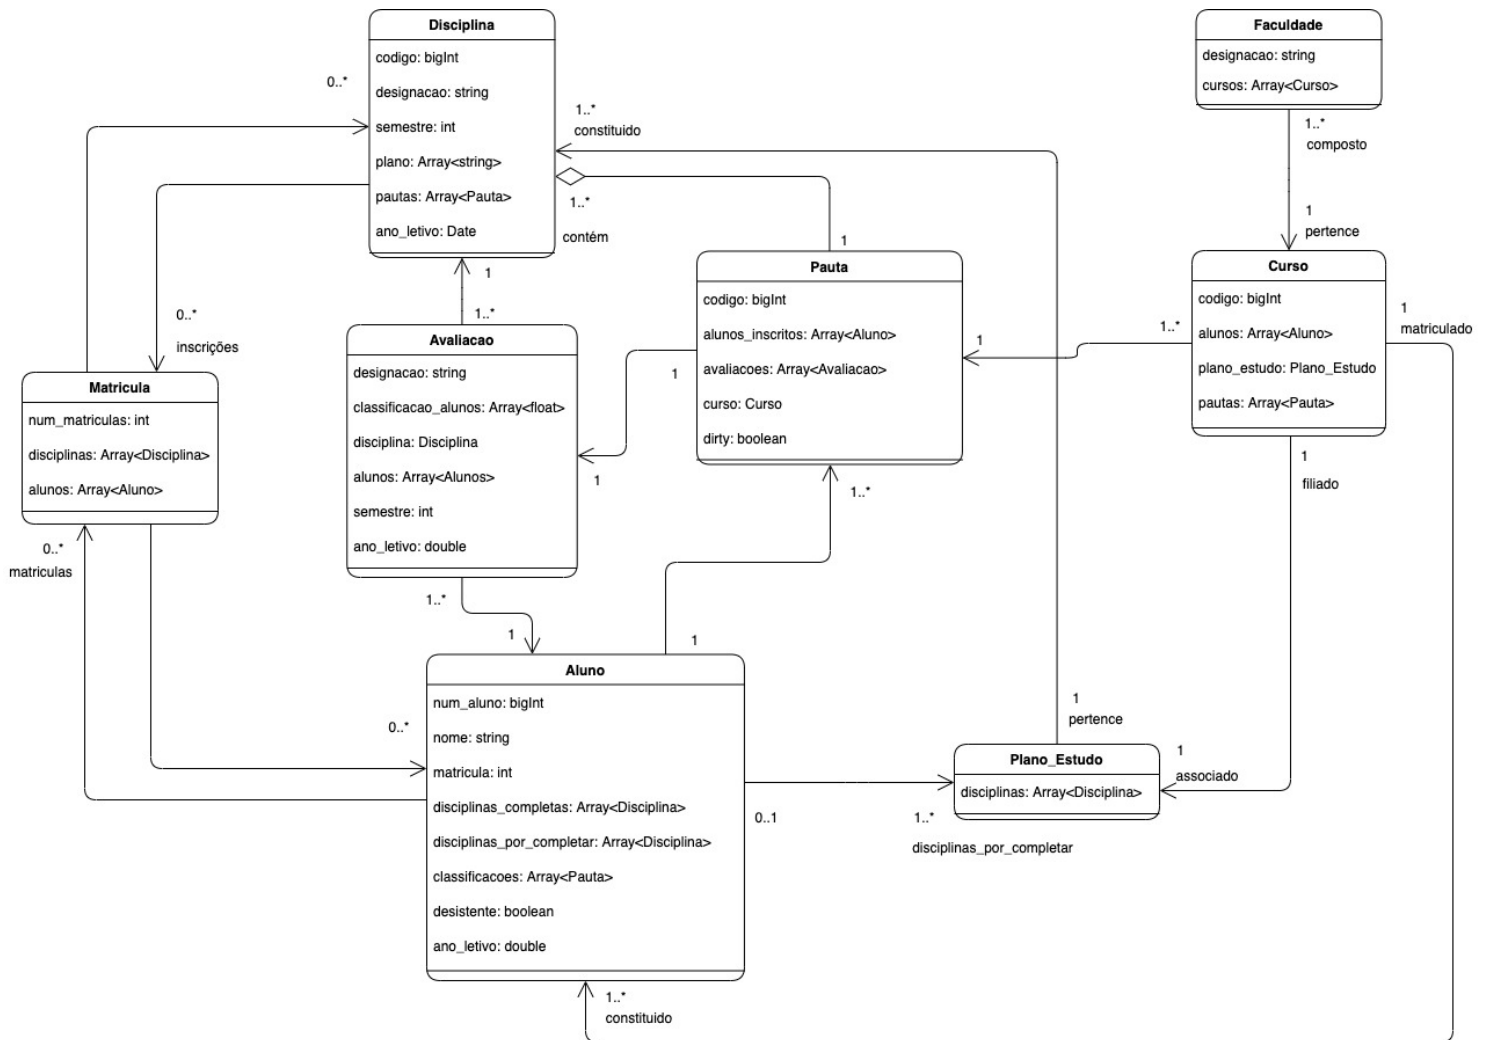 Disciplina
codigo: bigInt
designacao: string
semestre: int
plano: Array<string>
pautas: Array<Pauta>
ano_letivo: Date
Faculdade
designacao: string
cursos: Array<Curso>
0..*
1..*
constituido
1..*
composto
1..*
contém
1
pertence
1
1
Pauta
codigo: bigInt
alunos_inscritos: Array<Aluno>
avaliacoes: Array<Avaliacao>
curso: Curso
dirty: boolean
Curso
codigo: bigInt
alunos: Array<Aluno>
plano_estudo: Plano_Estudo
pautas: Array<Pauta>
1
matriculado
0..*
inscrições
1..*
Avaliacao
designacao: string
classificacao_alunos: Array<float>
disciplina: Disciplina
alunos: Array<Alunos>
semestre: int
ano_letivo: double
1
1..*
1
1
Matricula
num_matriculas: int
disciplinas: Array<Disciplina>
alunos: Array<Aluno>
1
filiado
1..*
0..*
matriculas
1..*
1
1
Aluno
num_aluno: bigInt
nome: string
matricula: int
disciplinas_completas: Array<Disciplina>
disciplinas_por_completar: Array<Disciplina>
classificacoes: Array<Pauta>
desistente: boolean
ano_letivo: double
0..*
1
pertence
1
associado
Plano_Estudo
disciplinas: Array<Disciplina>
0..1
1..*
disciplinas_por_completar
1..*
constituido